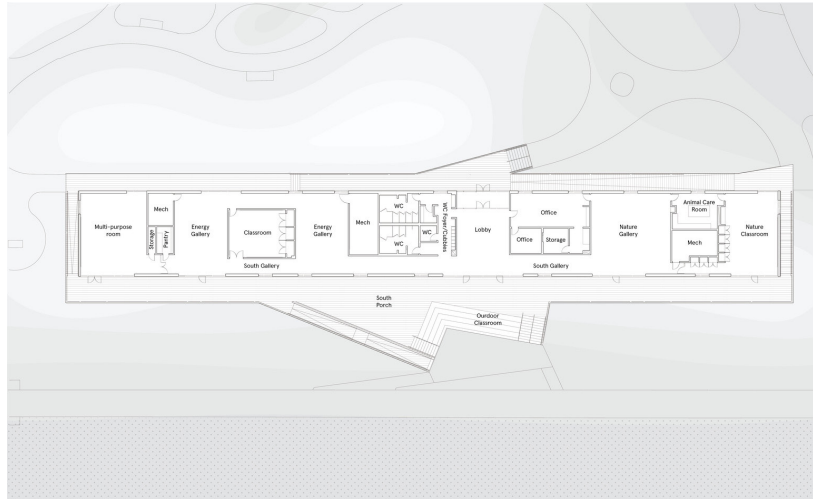 Multi-purpose
room
Mech
Storage
Pantry
Energy
Gallery
Classroom
South Gallery
Energy
Gallery
Mech
WC
WC
WC
WC Foyer/Cubbies
Lobby
Office
Office
Storage
South Gallery
Nature
Gallery
Animal Care
Room
Mech
Nature
Classroom
South
Porch
Ourdoor
Classroom